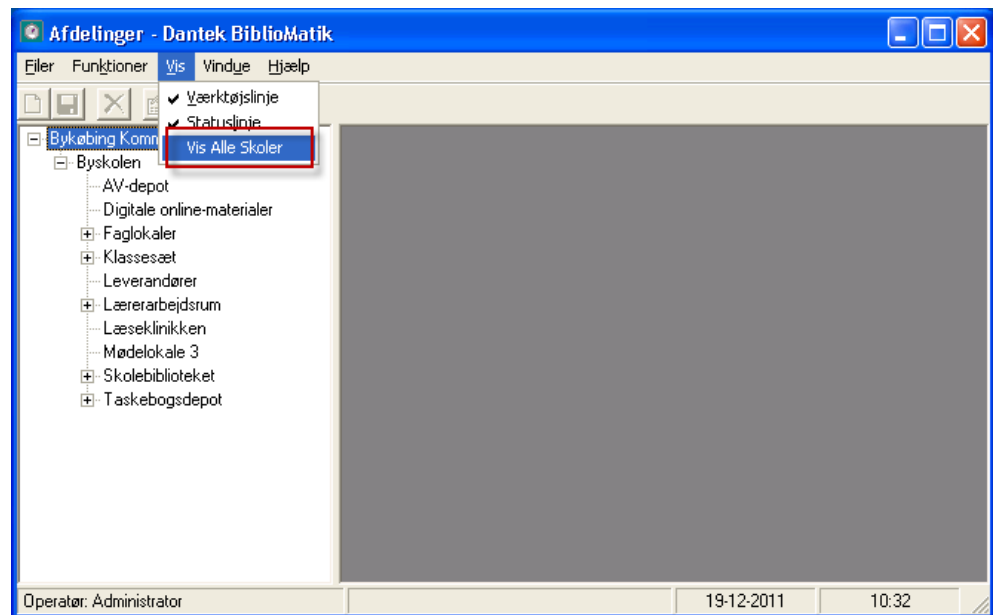 Afdelinger - Dantek BiblioMatik
Filer Funktioner Vis Vindue Hjælp
Værktøjslinje
Statuslinje
Vis Alle Skoler
Bykøbing
Byskolen
AV-depot
Digitale online-materialer
Faglokaler
Klassesæt
Leverandører
Lærerarbejdsrum
Læseklinikken
Mødelokale 3
Skolebiblioteket
Taskebogsdepot
Operatør: Administrator 19-12-2011 10:32